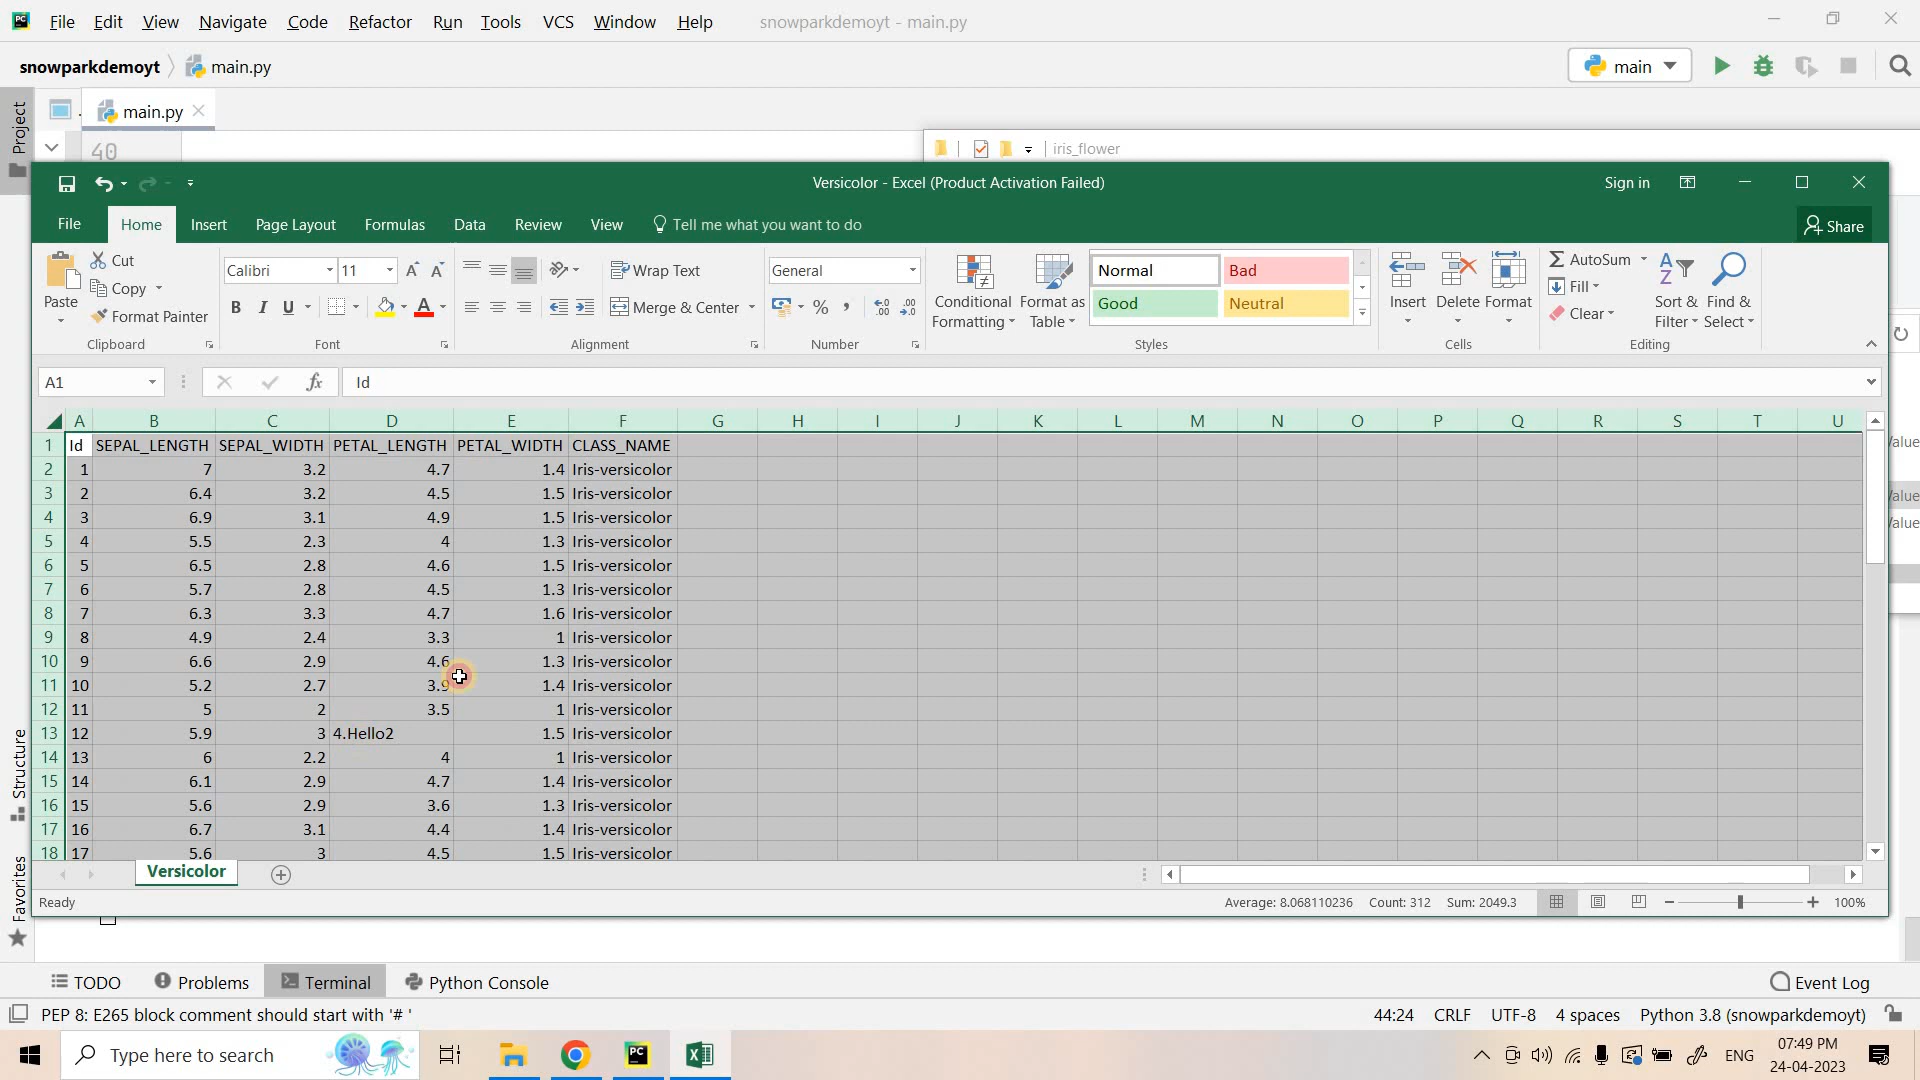 File Edit View Navigate Code Refactor Run Tools VCS Window Help snowparkdemoyt - main.py
snowparkdemoyt main.py main
Project main.py
40 iris_flower
Versicolor - Excel (Product Activation Failed) Sign in
File Home Insert Page Layout Formulas Data Review View Tell me what you want to do Share
Paste Cut Copy Format Painter Clipboard
Calibri 11 B I U A Font
Wrap Text Merge & Center Alignment
General % , Number
Conditional Formatting Format as Table Normal Bad Good Neutral Styles
Insert Delete Format Cells
AutoSum Fill Clear Sort & Filter Find & Select Editing
A1 fx Id
A B C D E F G H I J K L M N O P Q R S T U
1 Id SEPAL_LENGTH SEPAL_WIDTH PETAL_LENGTH PETAL_WIDTH CLASS_NAME
2 1 7 3.2 4.7 1.4 Iris-versicolor
3 2 6.4 3.2 4.5 1.5 Iris-versicolor
4 3 6.9 3.1 4.9 1.5 Iris-versicolor
5 4 5.5 2.3 4 1.3 Iris-versicolor
6 5 6.5 2.8 4.6 1.5 Iris-versicolor
7 6 5.7 2.8 4.5 1.3 Iris-versicolor
8 7 6.3 3.3 4.7 1.6 Iris-versicolor
9 8 4.9 2.4 3.3 1 Iris-versicolor
10 9 6.6 2.9 4.6 1.3 Iris-versicolor
11 10 5.2 2.7 3.9 1.4 Iris-versicolor
12 11 5 2 3.5 1 Iris-versicolor
13 12 5.9 3 4.Hello2 1.5 Iris-versicolor
14 13 6 2.2 4 1 Iris-versicolor
15 14 6.1 2.9 4.7 1.4 Iris-versicolor
16 15 5.6 2.9 3.6 1.3 Iris-versicolor
17 16 6.7 3.1 4.4 1.4 Iris-versicolor
18 17 5.6 3 4.5 1.5 Iris-versicolor
Structure
Favorites
Versicolor
Ready Average: 8.068110236 Count: 312 Sum: 2049.3 100%
TODO Problems Terminal Python Console Event Log
PEP 8: E265 block comment should start with '# ' 44:24 CRLF UTF-8 4 spaces Python 3.8 (snowparkdemoyt)
Type here to search ENG 07:49 PM
24-04-2023